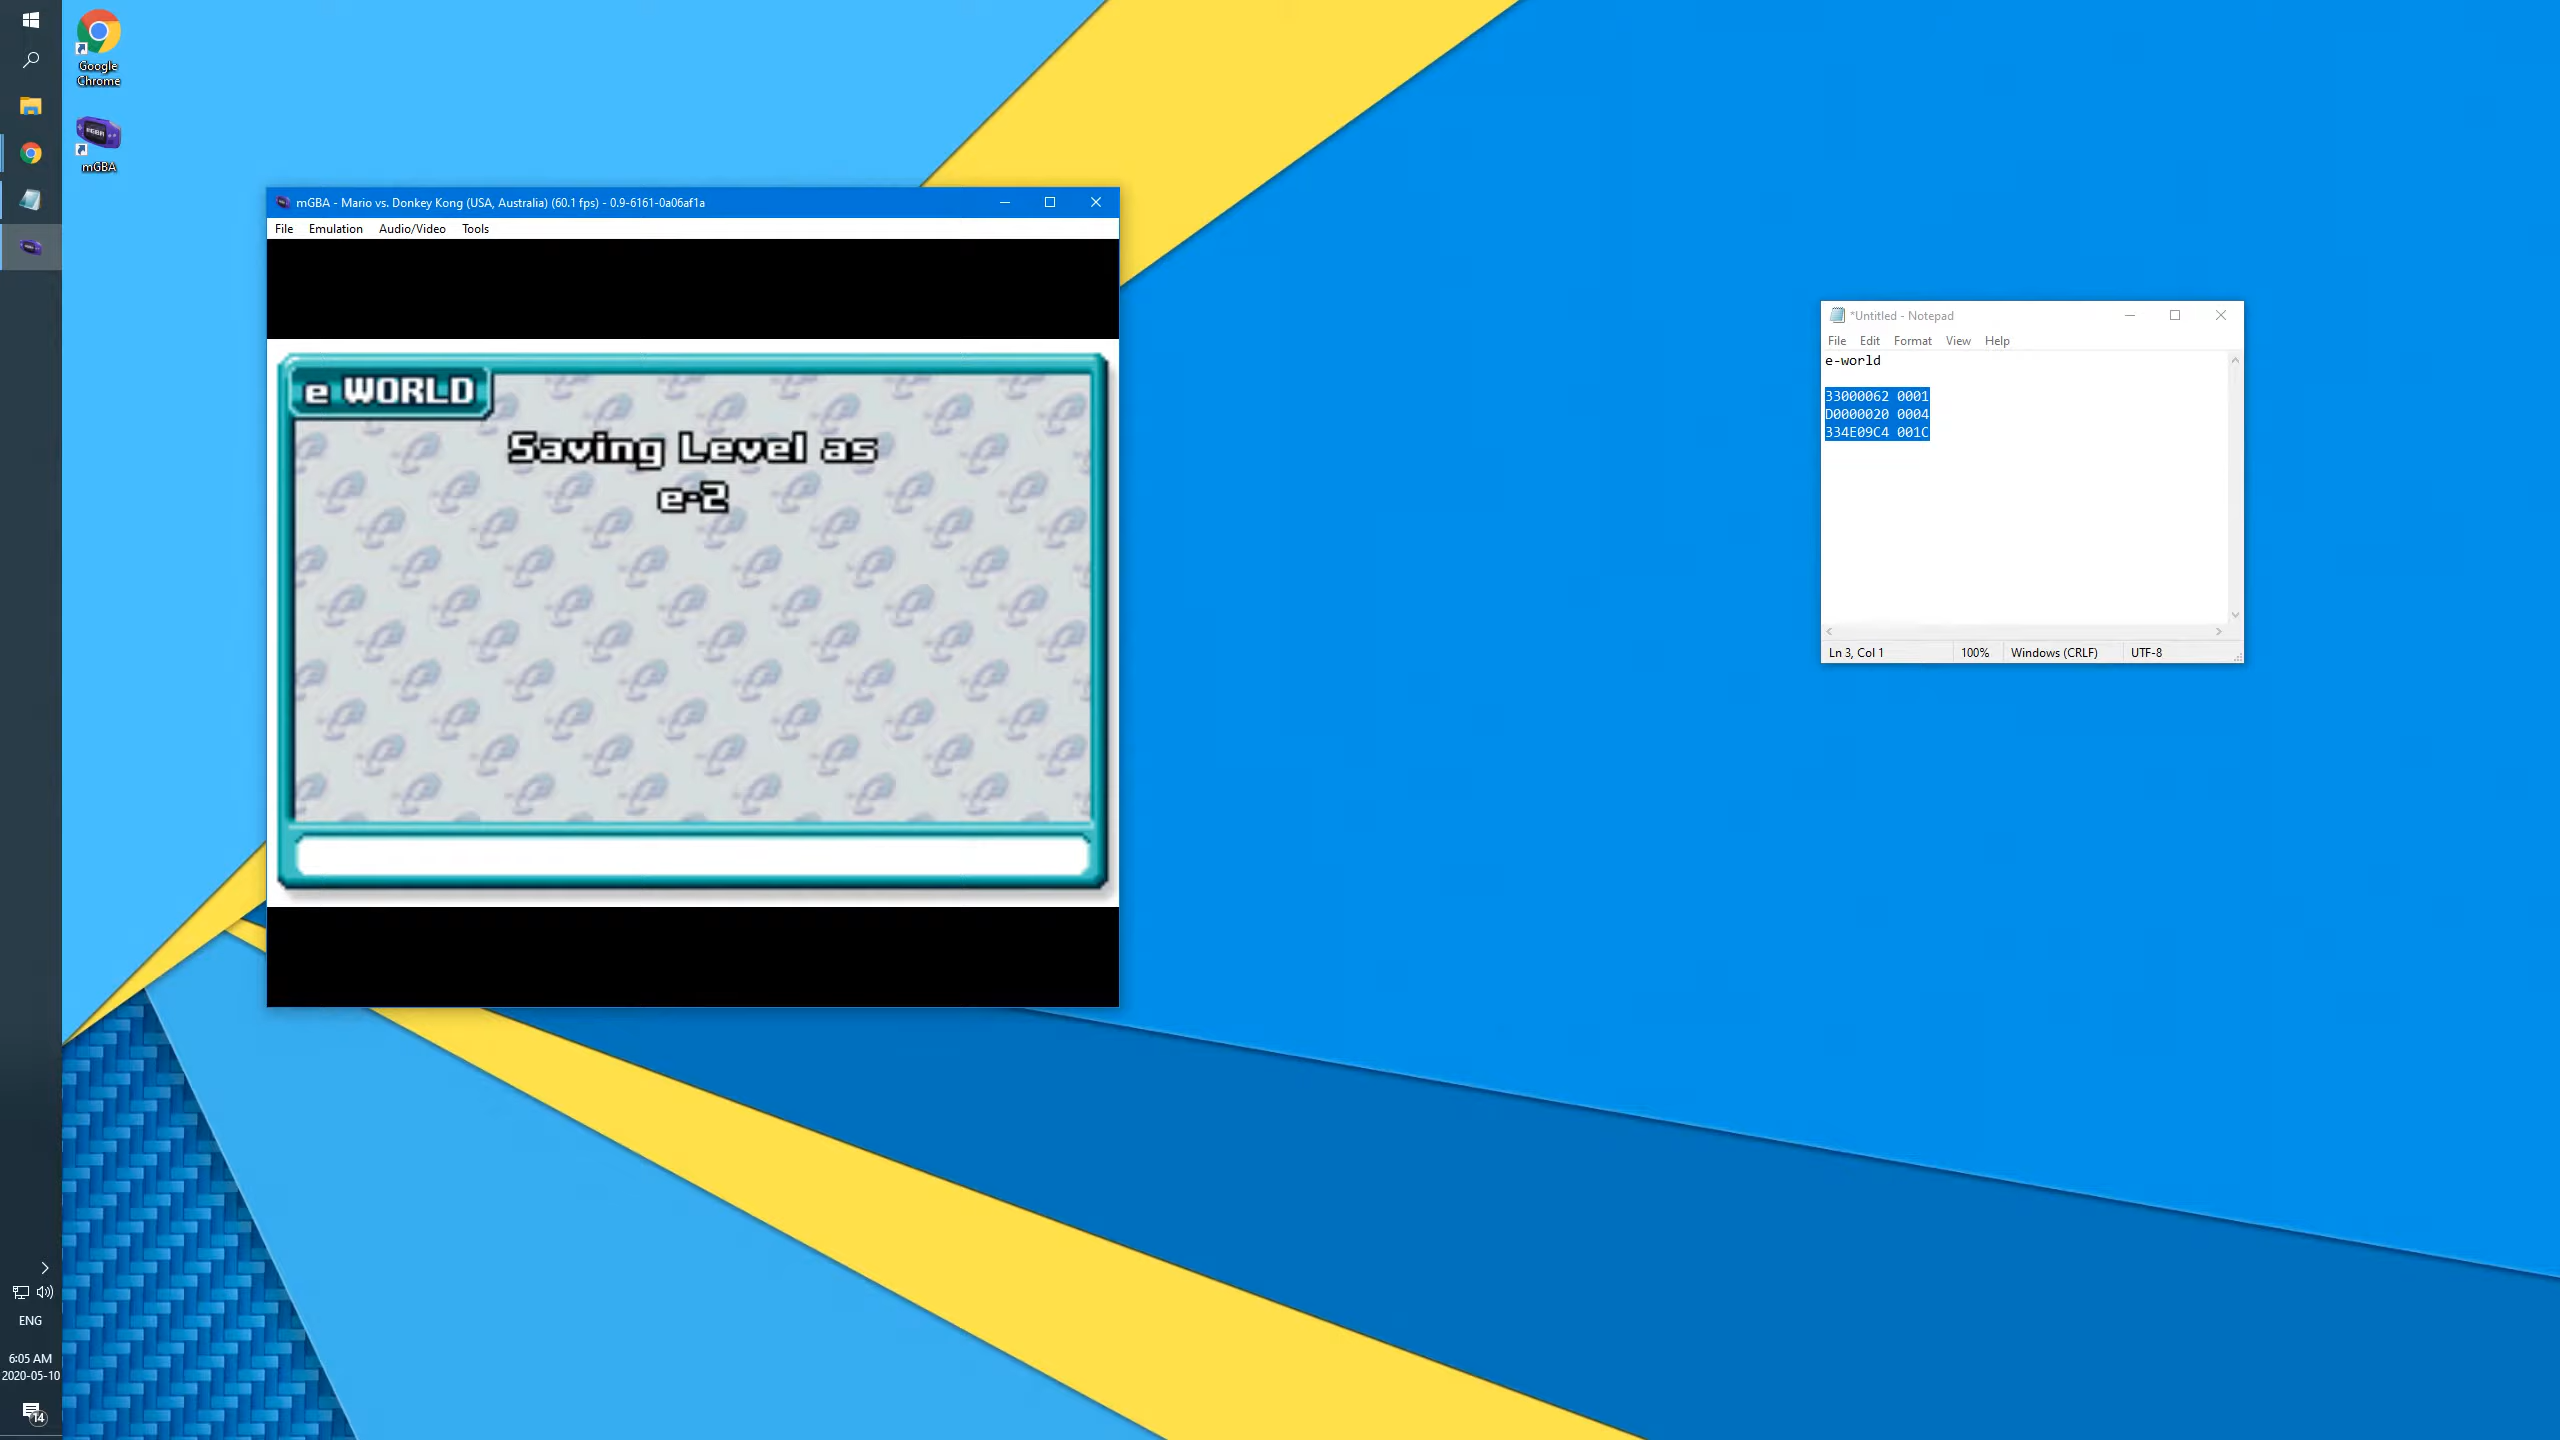 Google
Chrome
mGBA
mGBA - Mario vs. Donkey Kong (USA, Australia) (60.1 fps) - 0.9-6161-0a06af1a
File Emulation Audio/Video Tools
e WORLD
Saving Level as
e-2
*Untitled - Notepad
File Edit Format View Help
e-world
33000062 0001
D0000020 0004
334E09C4 001C
Ln 3, Col 1 100% Windows (CRLF) UTF-8
ENG
6:05 AM
2020-05-10
14